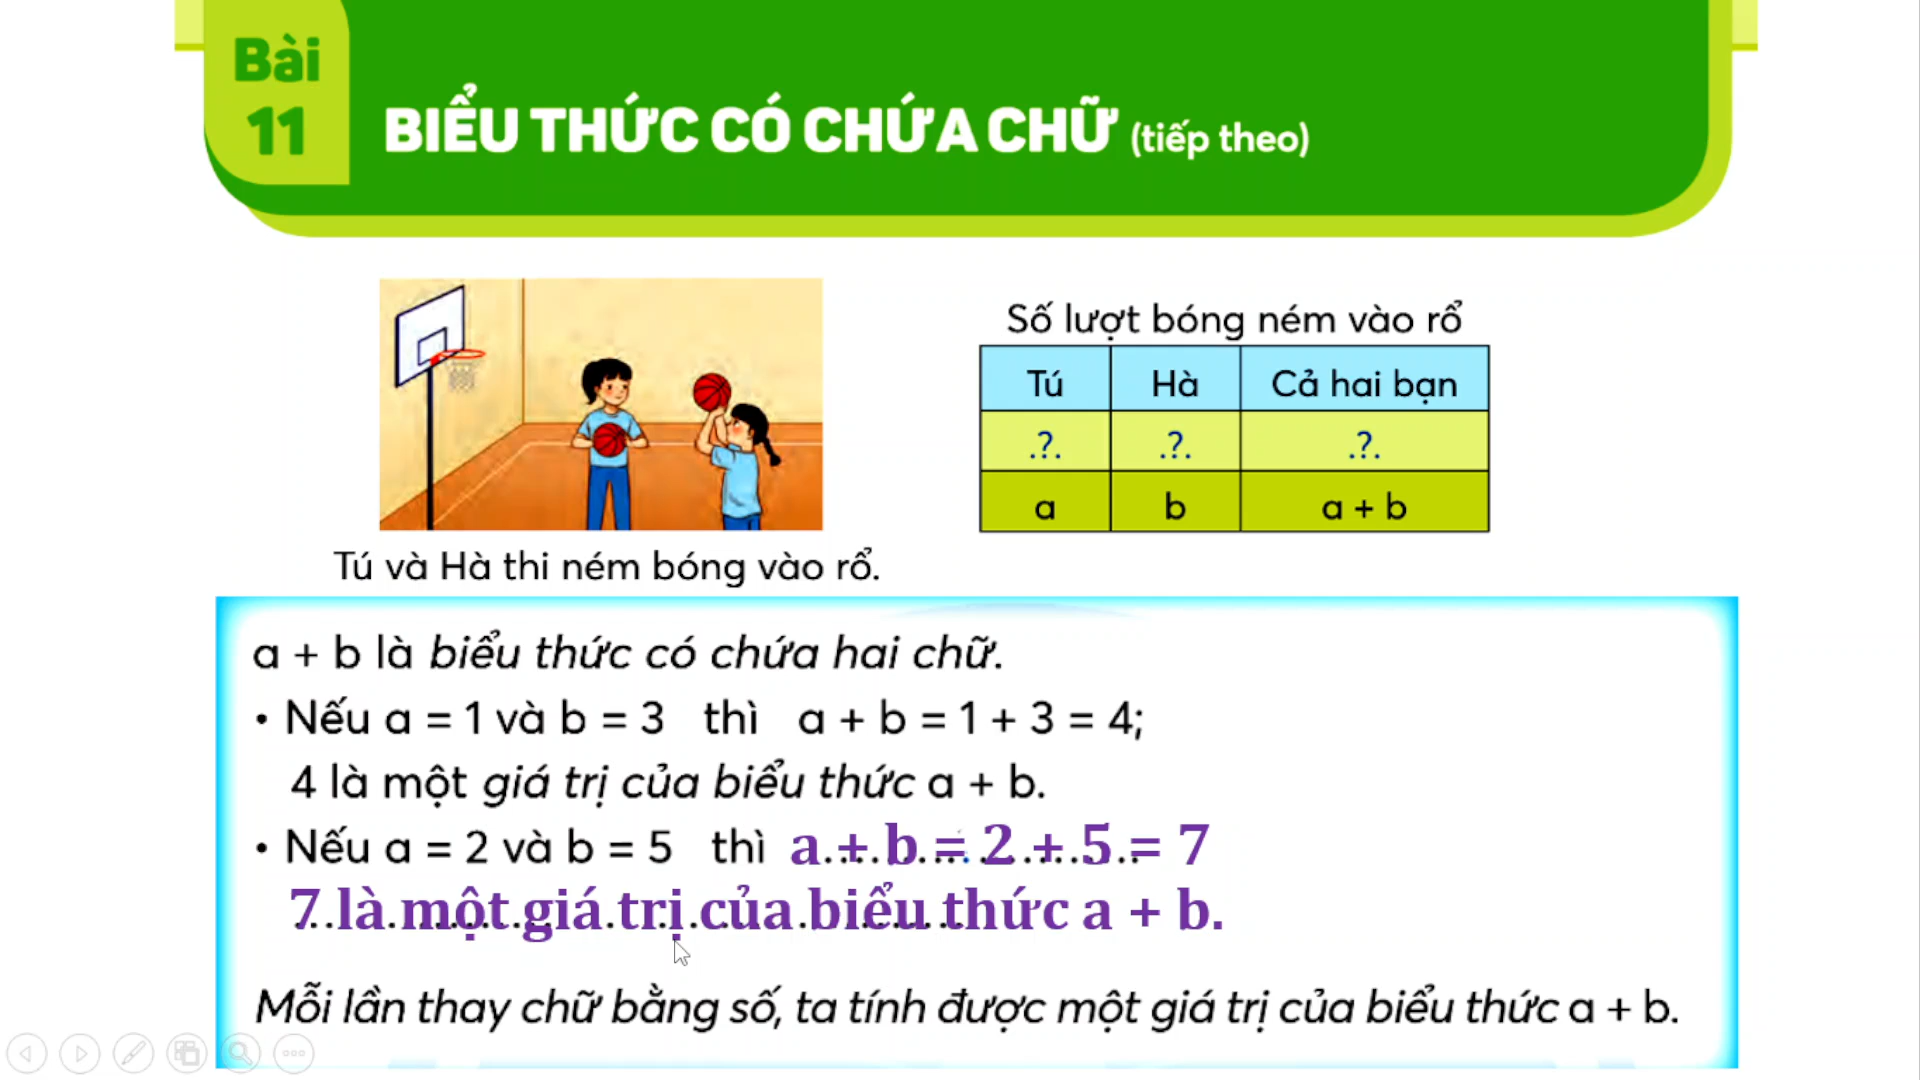 Bài
11
BIỂU THỨC CÓ CHỨA CHỮ (tiếp theo)
Số lượt bóng ném vào rổ
Tú Hà Cả hai bạn
.?. .?. .?.
a b a + b
Tú và Hà thi ném bóng vào rổ.
a + b là biểu thức có chứa hai chữ.
• Nếu a = 1 và b = 3 thì a + b = 1 + 3 = 4;
4 là một giá trị của biểu thức a + b.
• Nếu a = 2 và b = 5 thì a + b = 2 + 5 = 7
7 là một giá trị của biểu thức a + b.
Mỗi lần thay chữ bằng số, ta tính được một giá trị của biểu thức a + b.